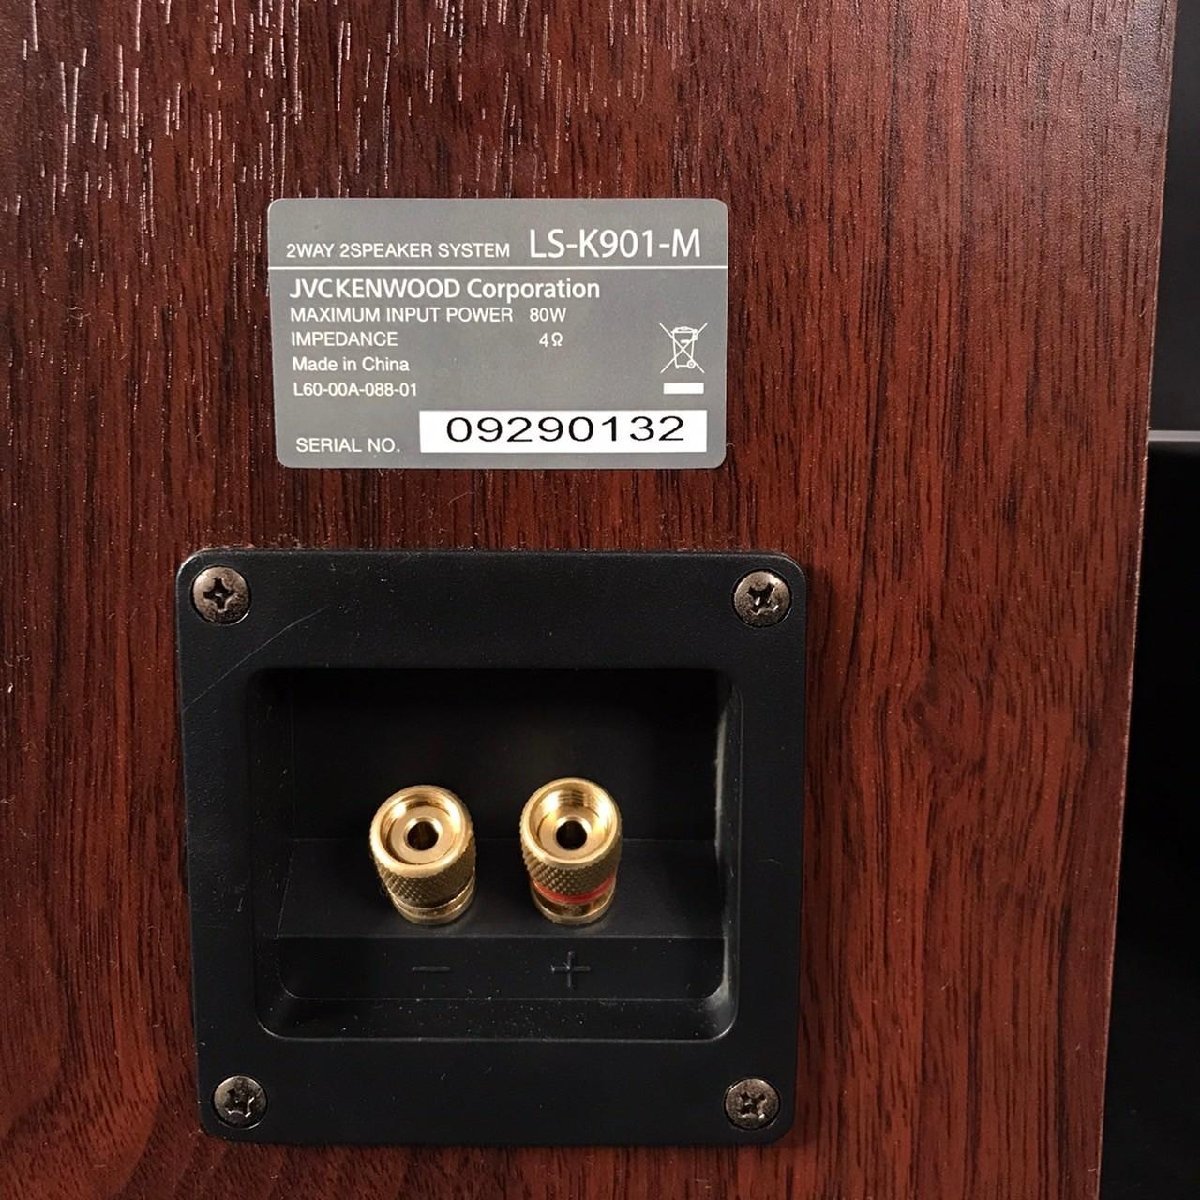 2WAY 2SPEAKER SYSTEM LS-K901-M
JVCKENWOOD Corporation
MAXIMUM INPUT POWER 80W
IMPEDANCE 4Ω
Made in China
L60-00A-088-01
SERIAL NO. 09290132
− +